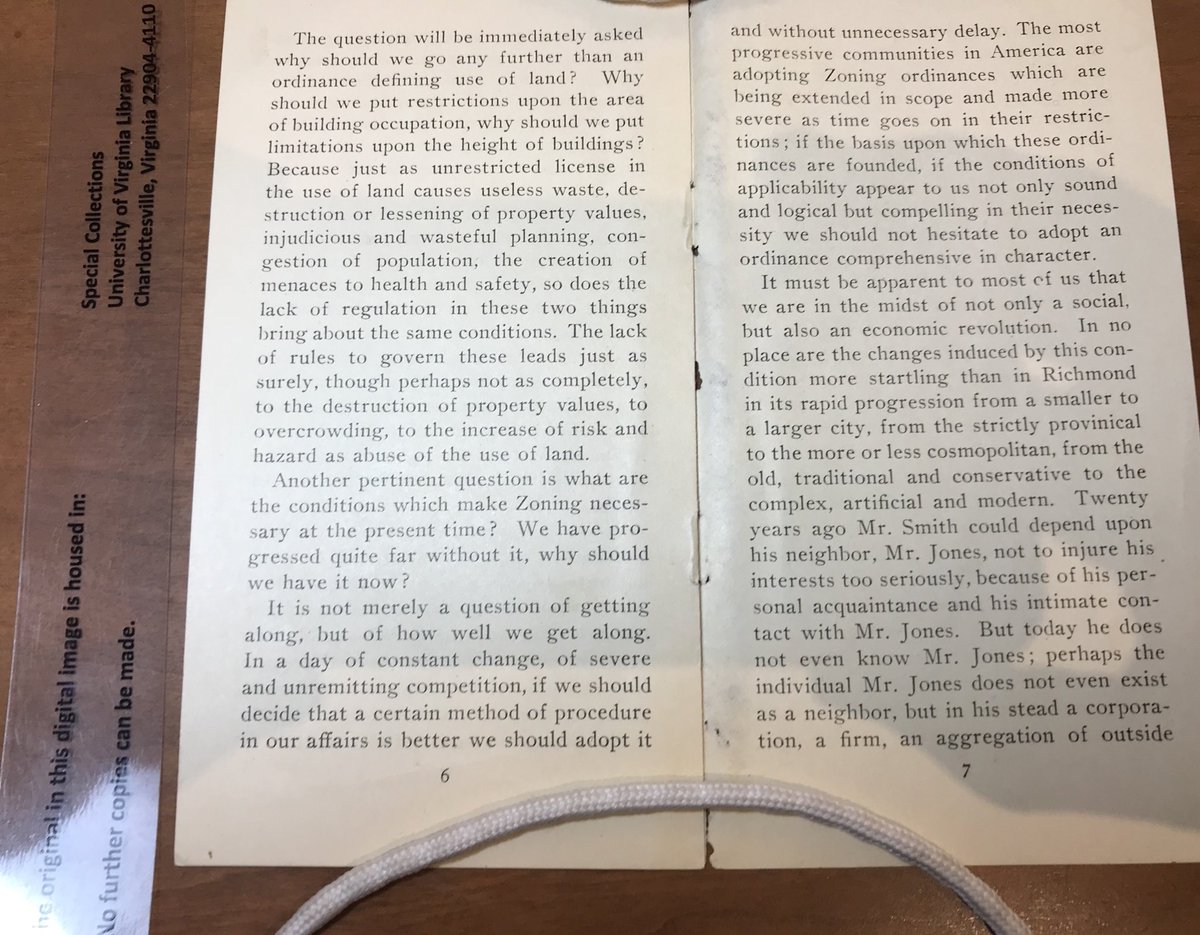 Special Collections
University of Virginia Library
Charlottesville, Virginia 22904-4110
original in this digital image is housed in:
No further copies can be made.
The question will be immediately asked
why should we go any further than an
ordinance defining use of land? Why
should we put restrictions upon the area
of building occupation, why should we put
limitations upon the height of buildings?
Because just as unrestricted license in
the use of land causes useless waste, de-
struction or lessening of property values,
injudicious and wasteful planning, con-
gestion of population, the creation of
menaces to health and safety, so does the
lack of regulation in these two things
bring about the same conditions. The lack
of rules to govern these leads just as
surely, though perhaps not as completely,
to the destruction of property values, to
overcrowding, to the increase of risk and
hazard as abuse of the use of land.
Another pertinent question is what are
the conditions which make Zoning neces-
sary at the present time? We have pro-
gressed quite far without it, why should
we have it now?
It is not merely a question of getting
along, but of how well we get along.
In a day of constant change, of severe
and unremitting competition, if we should
decide that a certain method of procedure
in our affairs is better we should adopt it
6
and without unnecessary delay. The most
progressive communities in America are
adopting Zoning ordinances which are
being extended in scope and made more
severe as time goes on in their restric-
tions; if the basis upon which these ordi-
nances are founded, if the conditions of
applicability appear to us not only sound
and logical but compelling in their neces-
sity we should not hesitate to adopt an
ordinance comprehensive in character.
It must be apparent to most of us that
we are in the midst of not only a social,
but also an economic revolution. In no
place are the changes induced by this con-
dition more startling than in Richmond
in its rapid progression from a smaller to
a larger city, from the strictly provinical
to the more or less cosmopolitan, from the
old, traditional and conservative to the
complex, artificial and modern. Twenty
years ago Mr. Smith could depend upon
his neighbor, Mr. Jones, not to injure his
interests too seriously, because of his per-
sonal acquaintance and his intimate con-
tact with Mr. Jones. But today he does
not even know Mr. Jones; perhaps the
individual Mr. Jones does not even exist
as a neighbor, but in his stead a corpora-
tion, a firm, an aggregation of outside
7